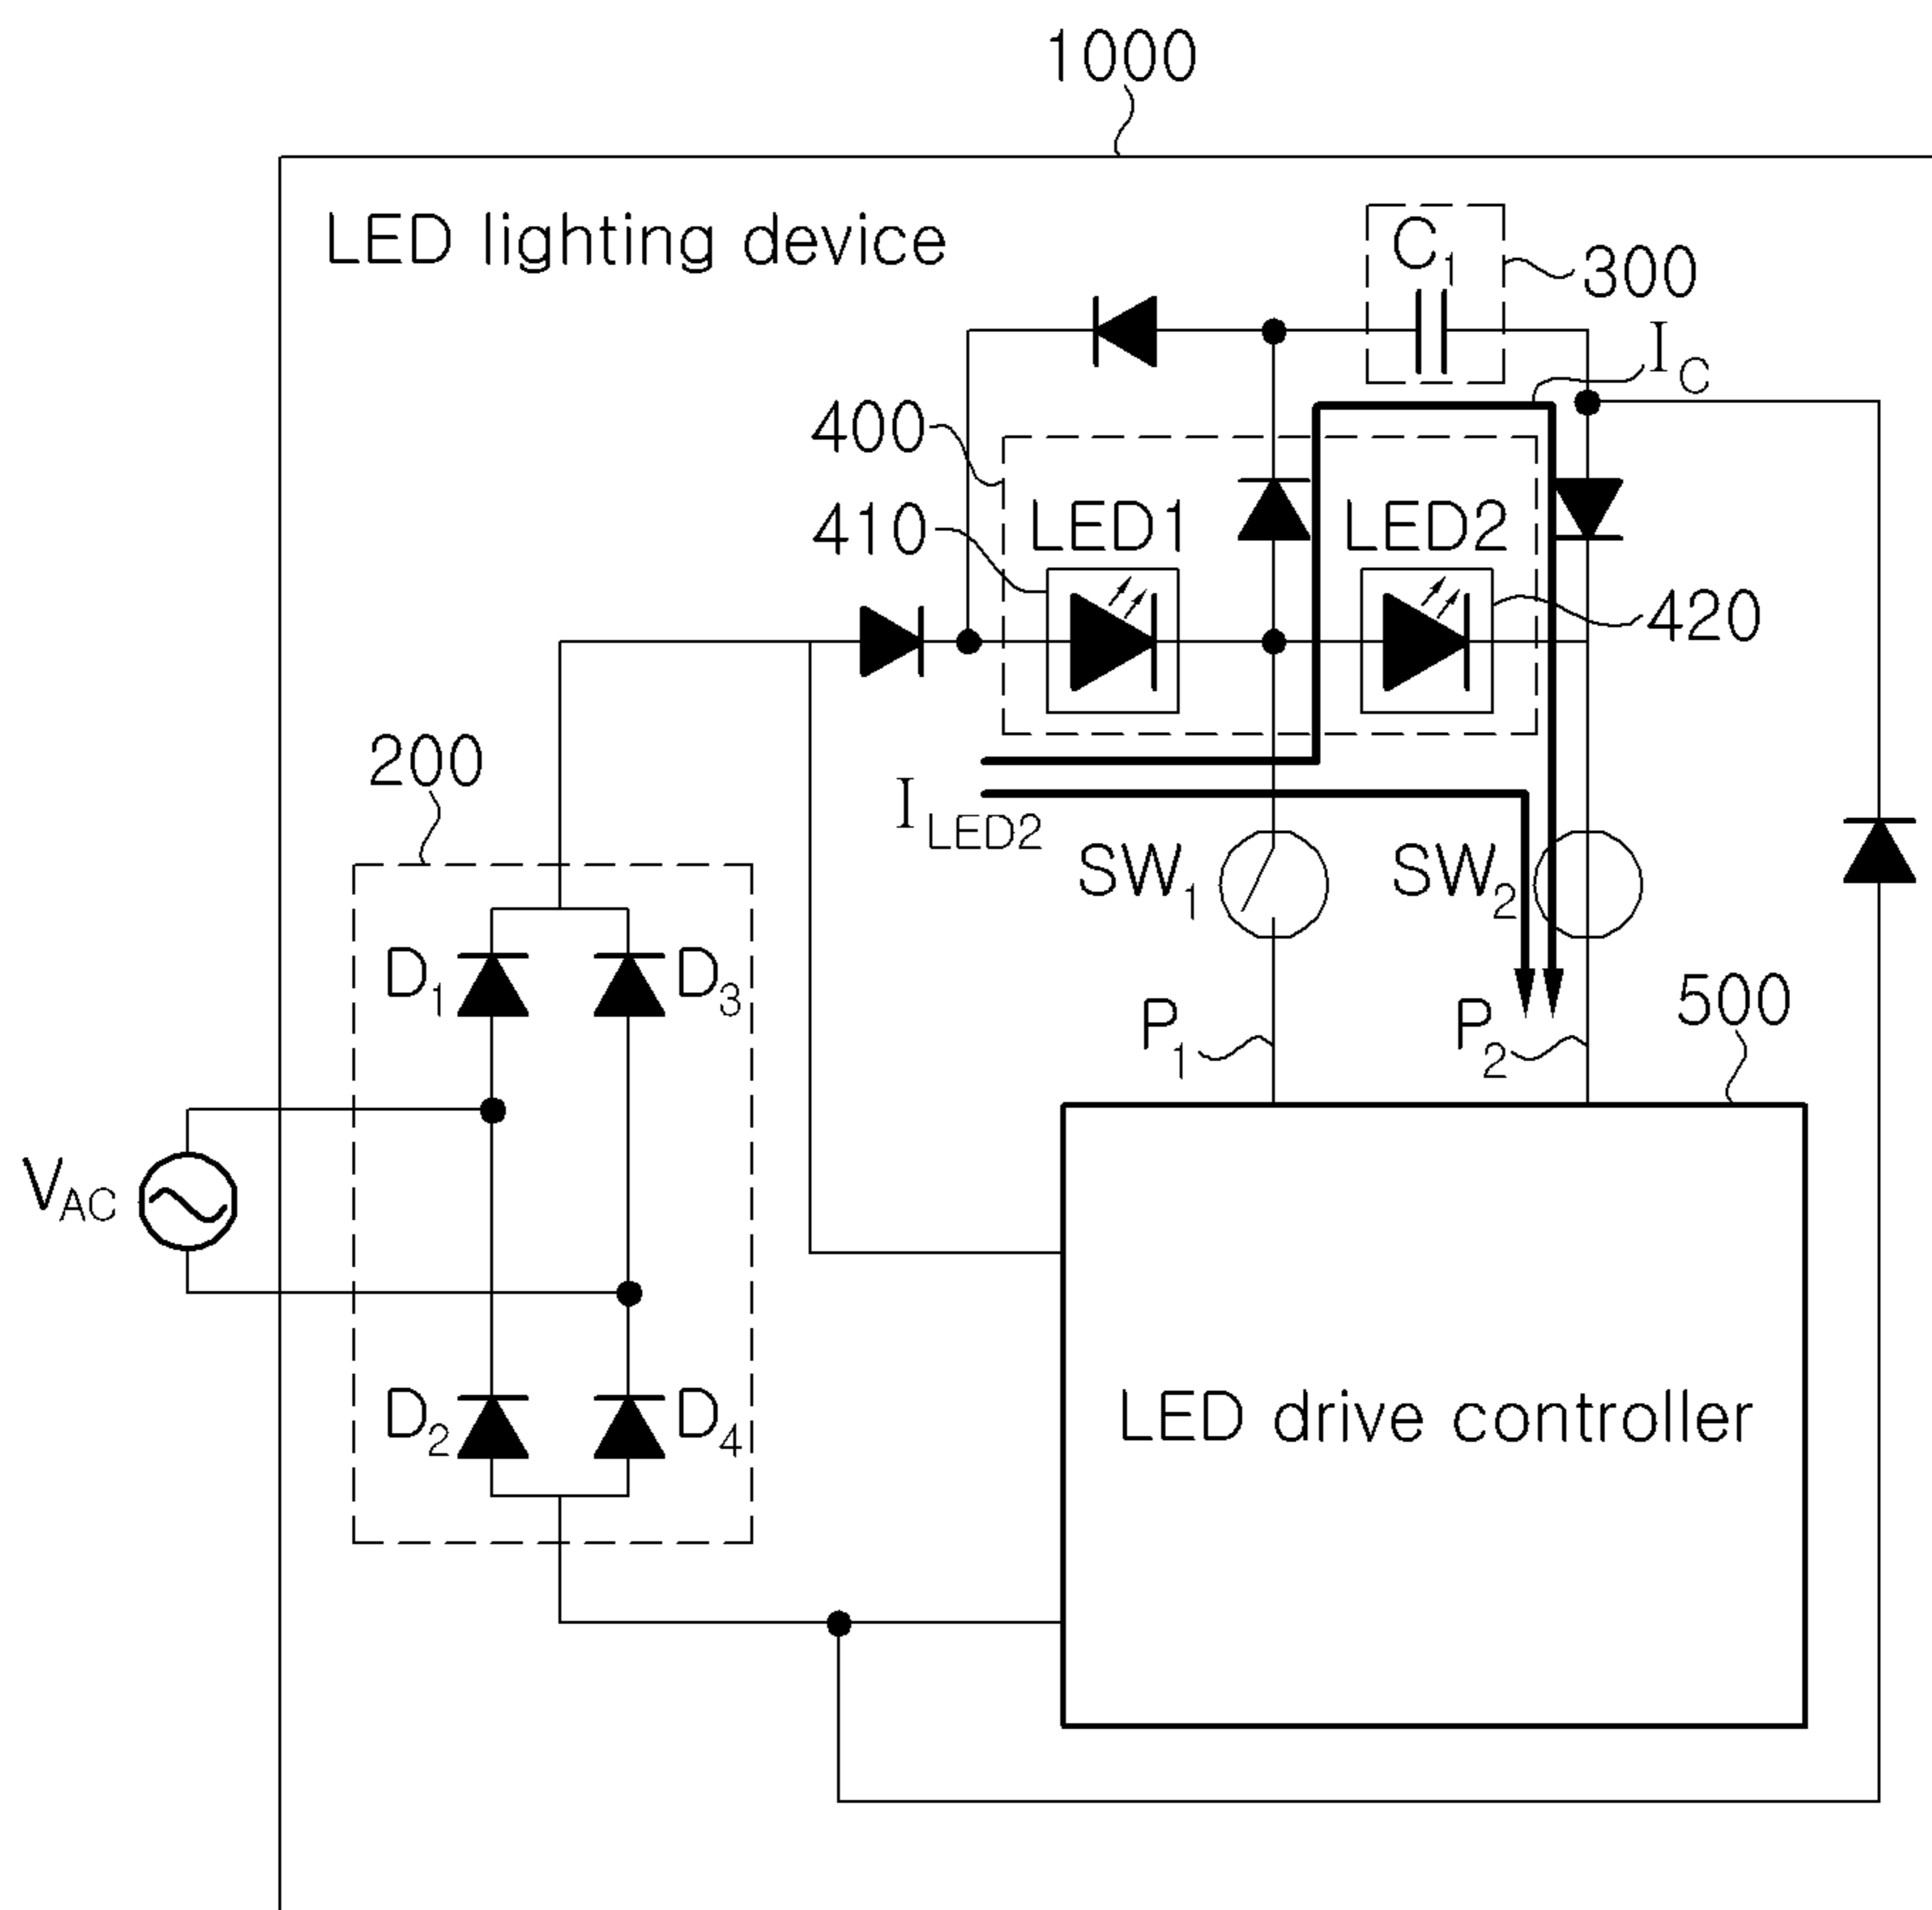 1000
LED lighting device
C1
300
IC
400
410
LED1
LED2
420
200
ILED2
SW1
SW2
D1
D3
P1
P2
500
VAC
D2
D4
LED drive controller